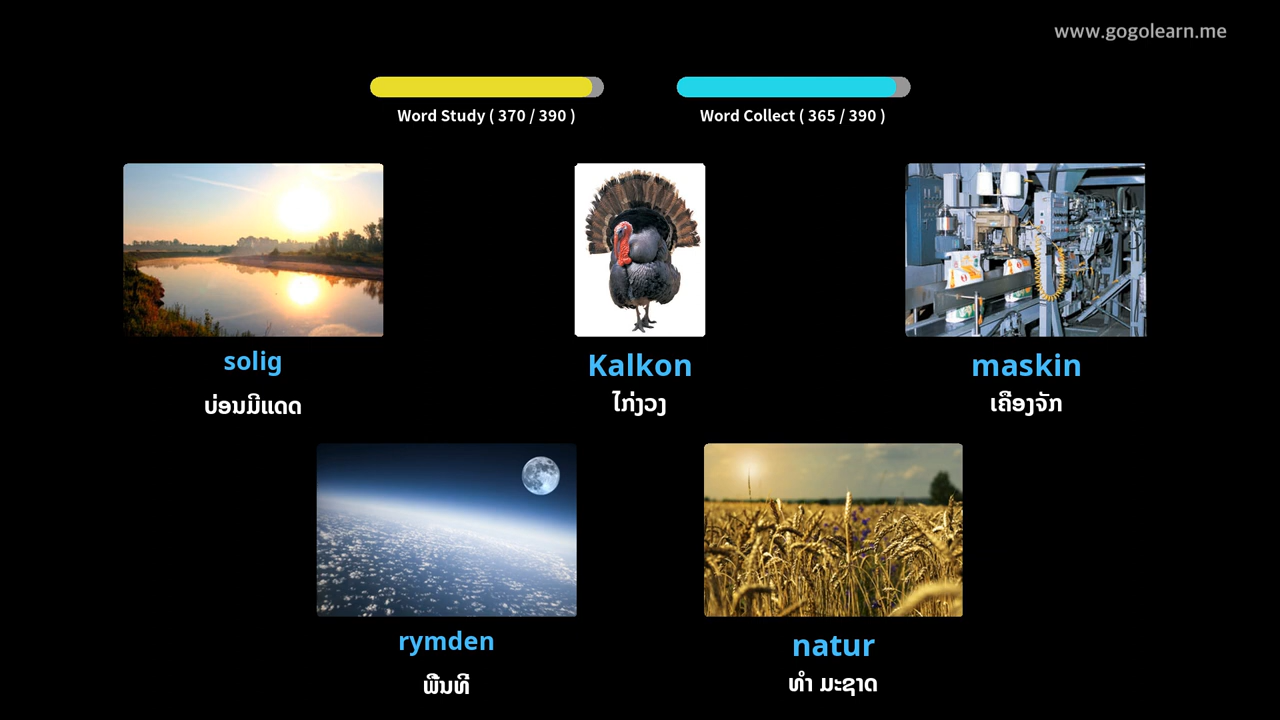 www.gogolearn.me
Word Study ( 370 / 390 )
Word Collect ( 365 / 390 )
solig
ບ່ອນມີແດດ
Kalkon
ໄກ່ງວງ
maskin
ເຄື່ອງຈັກ
rymden
ພື້ນທີ່
natur
ທຳ ມະຊາດ